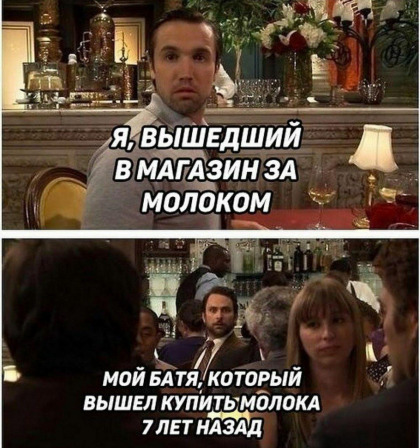 Я, ВЫШЕДШИЙ
В МАГАЗИН ЗА
МОЛОКОМ
МОЙ БАТЯ, КОТОРЫЙ
ВЫШЕЛ КУПИТЬ МОЛОКА
7 ЛЕТ НАЗАД